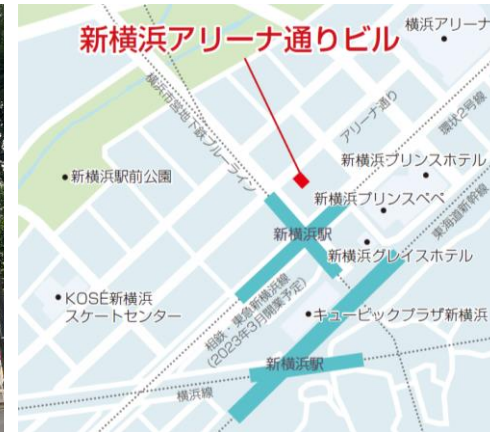 新横浜アリーナ通りビル
横浜アリーナ
横浜市営地下鉄ブルーライン
アリーナ通り
環状2号線
新横浜駅前公園
新横浜プリンスホテル
新横浜プリンスペペ
東海道新幹線
新横浜駅
新横浜グレイスホテル
KOSÉ新横浜
スケートセンター
相鉄・東急新横浜線
(2023年3月開業予定)
キュービックプラザ新横浜
新横浜駅
横浜線